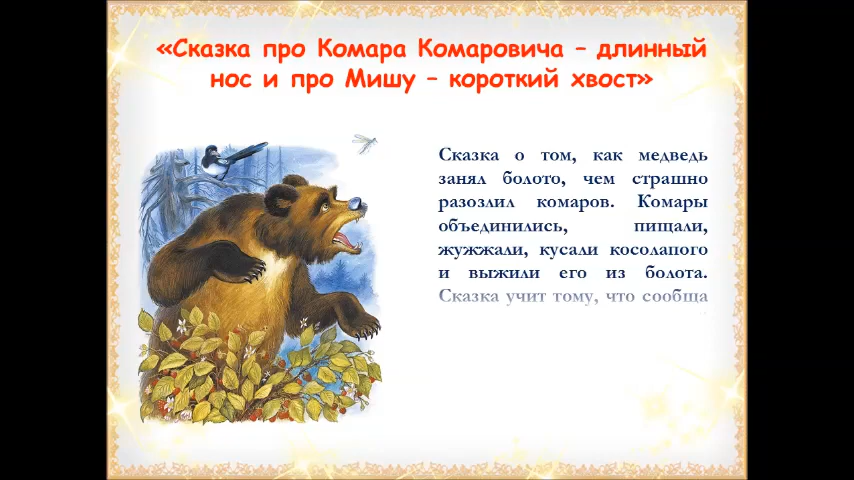 «Сказка про Комара Комаровича – длинный
нос и про Мишу – короткий хвост»
Сказка о том, как медведь
занял болото, чем страшно
разозлил комаров. Комары
объединились, пищали,
жужжали, кусали косолапого
и выжили его из болота.
Сказка учит тому, что сообща